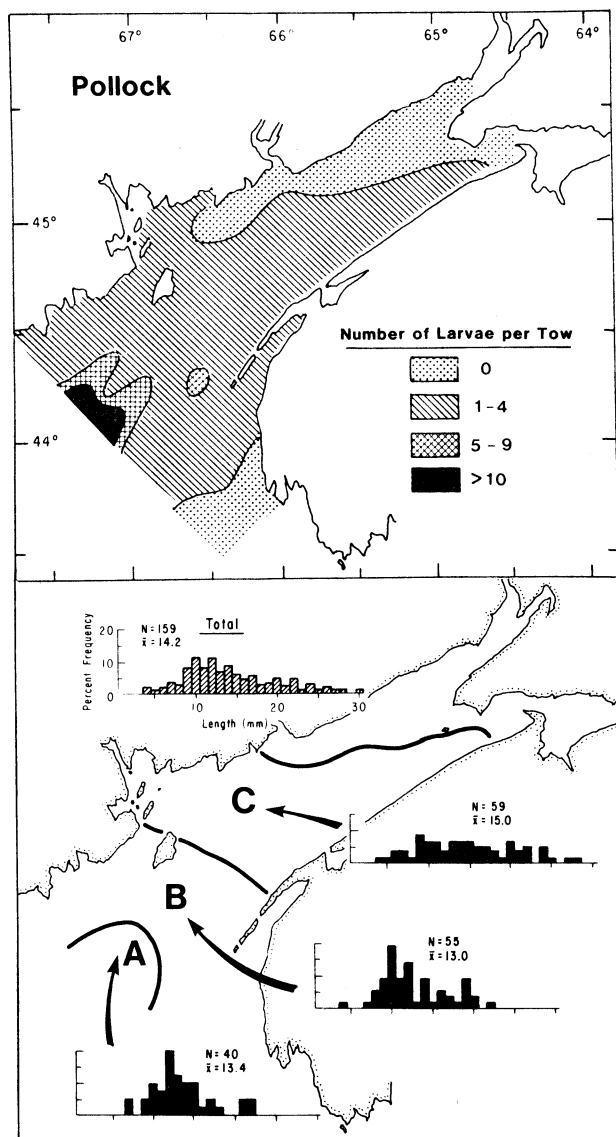 67° 66° 65° 64°
Pollock
45°
44°
Number of Larvae per Tow
0
1-4
5-9
>10
N=159
x̄=14.2
Total
Percent Frequency
20
10
0
10 20 30
Length (mm)
C
N=59
x̄=15.0
B
A
N=55
x̄=13.0
N=40
x̄=13.4